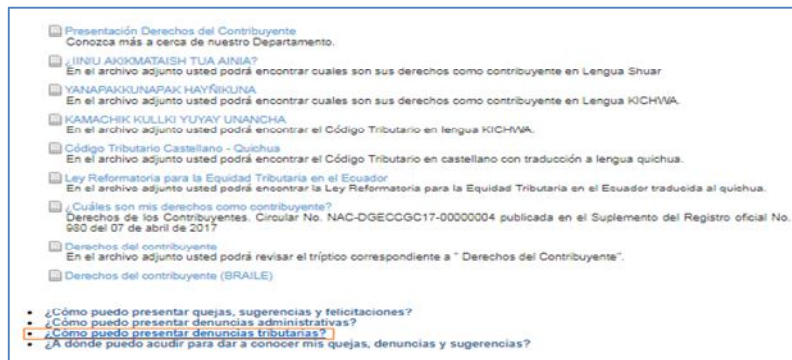 Presentación Derechos del Contribuyente
Conozca más a cerca de nuestro Departamento.
¿IINIU AKIKMATAISH TUA AINIA?
En el archivo adjunto usted podrá encontrar cuales son sus derechos como contribuyente en Lengua Shuar
YANAPAKKUNAPAK HAYÑIKUNA
En el archivo adjunto usted podrá encontrar cuales son sus derechos como contribuyente en Lengua KICHWA.
KAMACHIK KULLKI YUYAY UNANCHA
En el archivo adjunto usted podrá encontrar el Código Tributario en lengua KICHWA.
Código Tributario Castellano - Quichua
En el archivo adjunto usted podrá encontrar el Código Tributario en castellano con traducción a lengua quichua.
Ley Reformatoria para la Equidad Tributaria en el Ecuador
En el archivo adjunto usted podrá encontrar la Ley Reformatoria para la Equidad Tributaria en el Ecuador traducida al quichua.
¿Cuáles son mis derechos como contribuyente?
Derechos de los Contribuyentes. Circular No. NAC-DGECCGC17-00000004 publicada en el Suplemento del Registro oficial No.
980 del 07 de abril de 2017
Derechos del contribuyente
En el archivo adjunto usted podrá revisar el tríptico correspondiente a " Derechos del Contribuyente".
Derechos del contribuyente (BRAILE)
• ¿Cómo puedo presentar quejas, sugerencias y felicitaciones?
• ¿Cómo puedo presentar denuncias administrativas?
• ¿Cómo puedo presentar denuncias tributarias?
• ¿A dónde puedo acudir para dar a conocer mis quejas, denuncias y sugerencias?